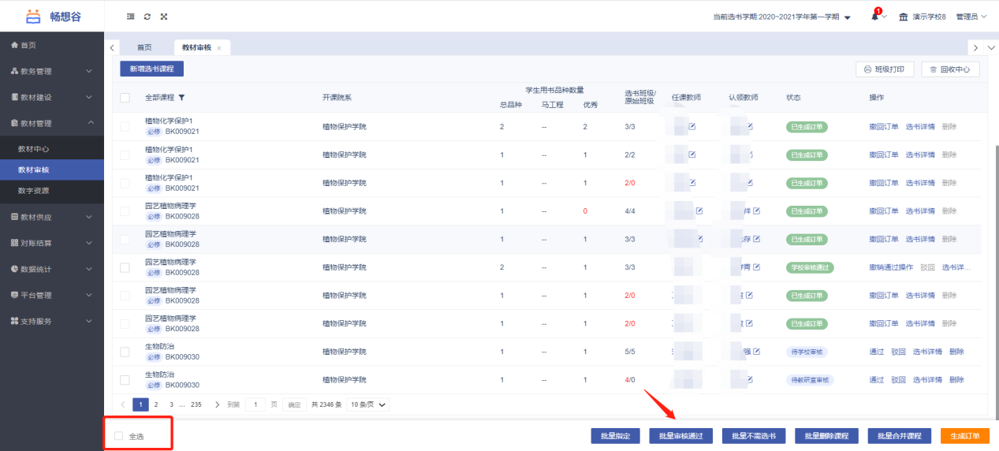 畅想谷
当前选书学期:2020~2021学年第一学期
1
演示学校8
管理员
首页
教务管理
教材建设
教材管理
教材中心
教材审核
数字资源
教材供应
对账结算
数据统计
平台管理
支持服务
首页
教材审核
新增选书课程
班级打印
回收中心
全部课程 开课院系 学生用书品种数量 选书班级/原始班级 任课教师 认领教师 状态 操作
总品种 马工程 优秀
植物化学保护1
必修 BK009021 植物保护学院 2 -- 2 3/3 已生成订单 撤回订单 选书详情 删除
植物化学保护1
必修 BK009021 植物保护学院 1 -- 1 2/2 已生成订单 撤回订单 选书详情 删除
植物化学保护1
必修 BK009021 植物保护学院 1 -- 1 2/0 已生成订单 撤回订单 选书详情 删除
园艺植物病理学
必修 BK009028 植物保护学院 1 -- 0 4/4 样 已生成订单 撤回订单 选书详情 删除
园艺植物病理学
必修 BK009028 植物保护学院 1 -- 1 3/3 存 已生成订单 撤回订单 选书详情 删除
园艺植物病理学
必修 BK009028 植物保护学院 2 -- 1 3/3 青 学校审核通过 撤销通过操作 驳回 选书详...
园艺植物病理学
必修 BK009028 植物保护学院 1 -- 1 2/0 已生成订单 撤回订单 选书详情 删除
园艺植物病理学
必修 BK009028 植物保护学院 1 -- 1 2/0 已生成订单 撤回订单 选书详情 删除
生物防治
必修 BK009030 植物保护学院 1 -- 1 5/5 强 待学校审核 通过 驳回 选书详情 删除
生物防治
必修 BK009030 植物保护学院 1 -- 1 4/0 待教研室审核 通过 驳回 选书详情 删除
1 2 3 ... 235 到第 1 页 确定 共 2346 条 10 条/页
全选
批量指定 批量审核通过 批量不需选书 批量删除课程 批量合并课程 生成订单